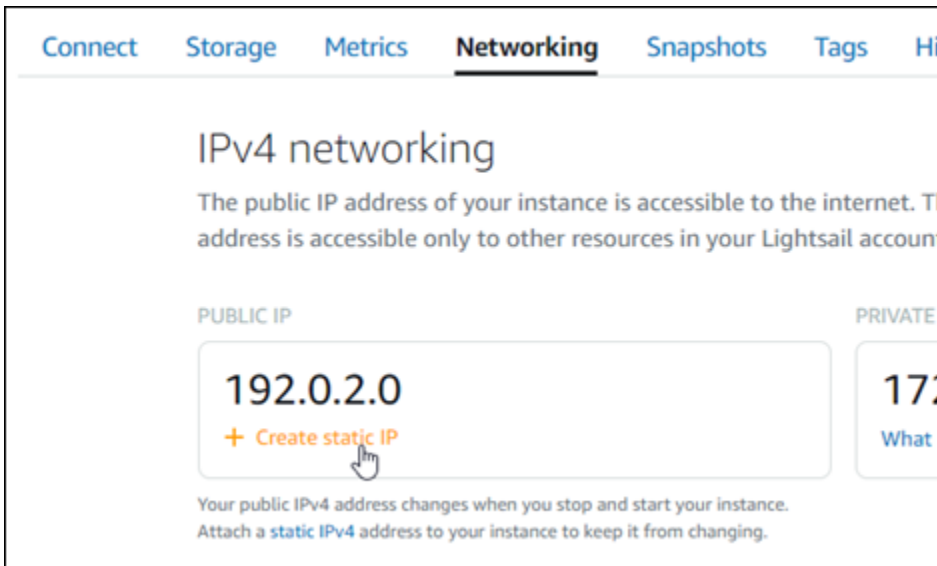 Connect Storage Metrics Networking Snapshots Tags
IPv4 networking
The public IP address of your instance is accessible to the internet.
address is accessible only to other resources in your Lightsail
PUBLIC IP
PRIVATE
192.0.2.0
+ Create static IP
What
Your public IPv4 address changes when you stop and start your instance.
Attach a static IPv4 address to your instance to keep it from changing.